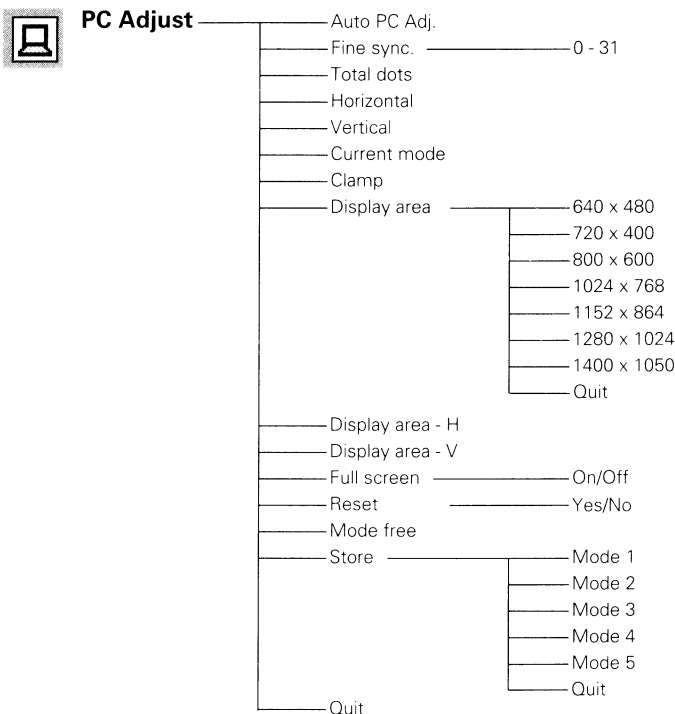 PC Adjust
Auto PC Adj.
Fine sync. 0 - 31
Total dots
Horizontal
Vertical
Current mode
Clamp
Display area 640 x 480
720 x 400
800 x 600
1024 x 768
1152 x 864
1280 x 1024
1400 x 1050
Quit
Display area - H
Display area - V
Full screen On/Off
Reset Yes/No
Mode free
Store Mode 1
Mode 2
Mode 3
Mode 4
Mode 5
Quit
Quit